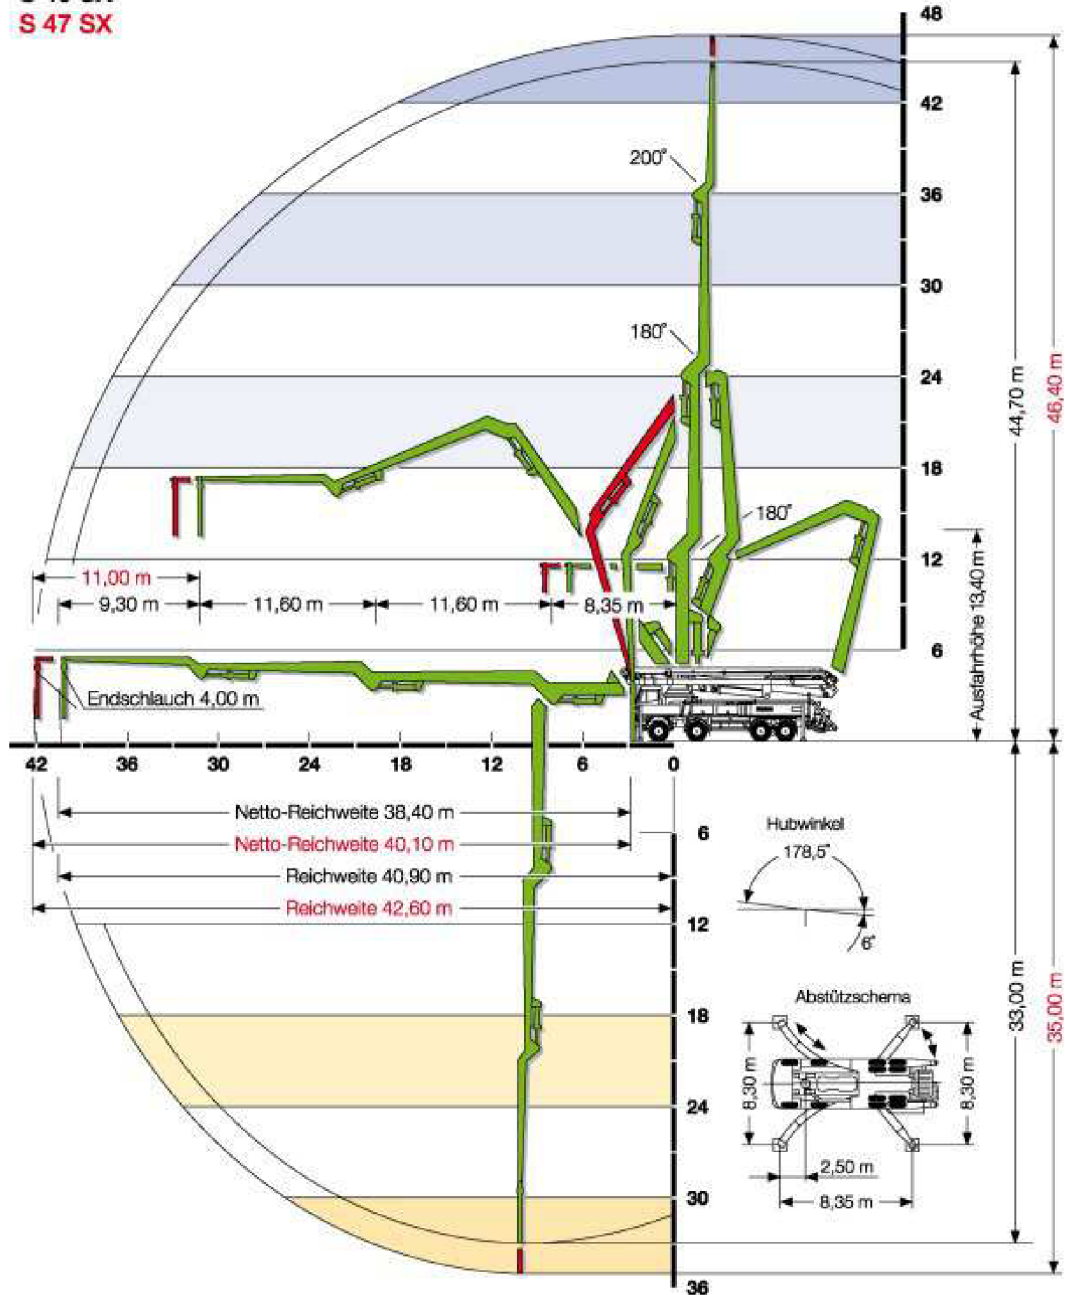 S 47 SX
48
42
36
30
24
18
12
6
200°
180°
180°
44,70 m
46,40 m
Ausfahrhöhe 13,40 m
11,00 m
9,30 m
11,60 m
11,60 m
8,35 m
Endschlauch 4,00 m
42
36
30
24
18
12
6
0
Netto-Reichweite 38,40 m
Netto-Reichweite 40,10 m
Reichweite 40,90 m
Reichweite 42,60 m
6
12
18
24
30
36
Hubwinkel
178,5°
6°
33,00 m
35,00 m
Abstützschema
8,30 m
8,30 m
2,50 m
8,35 m